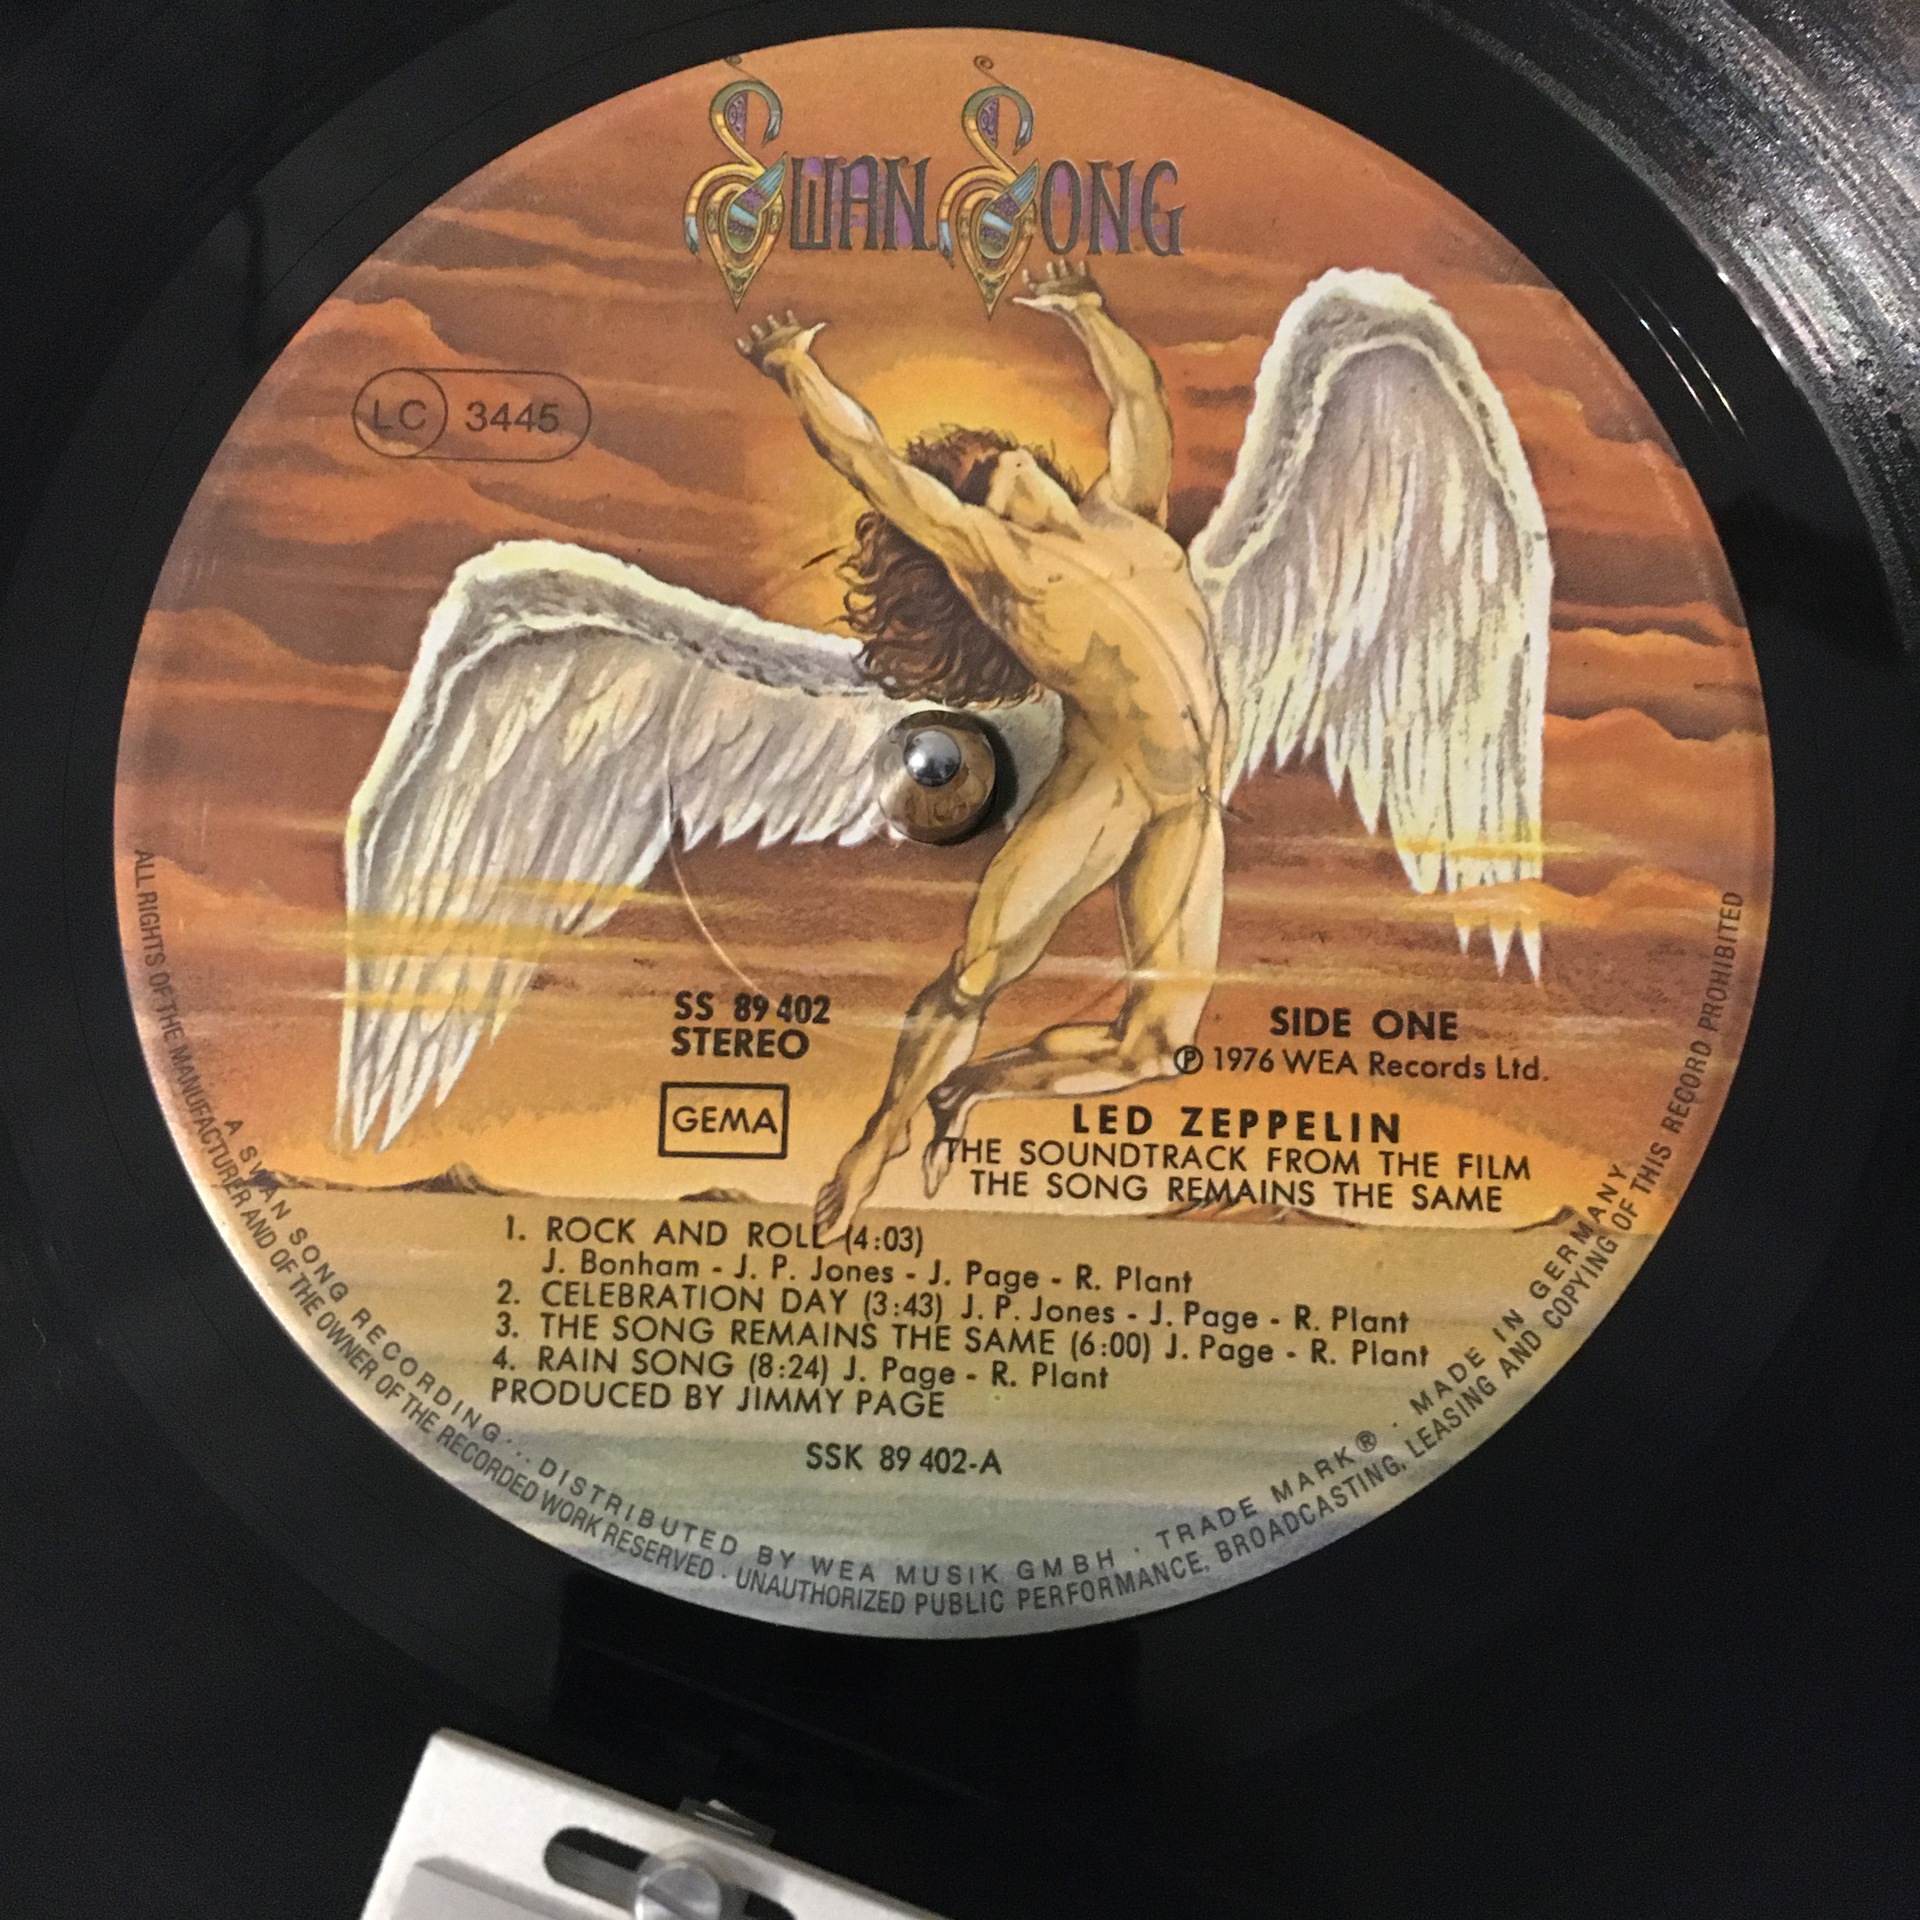 SWAN SONG
LC 3445
SS 89 402
STEREO
GEMA
SIDE ONE
℗ 1976 WEA Records Ltd.
LED ZEPPELIN
THE SOUNDTRACK FROM THE FILM
THE SONG REMAINS THE SAME
1. ROCK AND ROLL (4:03)
J. Bonham - J. P. Jones - J. Page - R. Plant
2. CELEBRATION DAY (3:43) J. P. Jones - J. Page - R. Plant
3. THE SONG REMAINS THE SAME (6:00) J. Page - R. Plant
4. RAIN SONG (8:24) J. Page - R. Plant
PRODUCED BY JIMMY PAGE
SSK 89 402-A
A SWAN SONG RECORDING... DISTRIBUTED BY WEA MUSIK GMBH · TRADE MARK ® · MADE IN GERMANY
ALL RIGHTS OF THE MANUFACTURER AND OF THE OWNER OF THE RECORDED WORK RESERVED · UNAUTHORIZED PUBLIC PERFORMANCE, BROADCASTING, LEASING AND COPYING OF THIS RECORD PROHIBITED